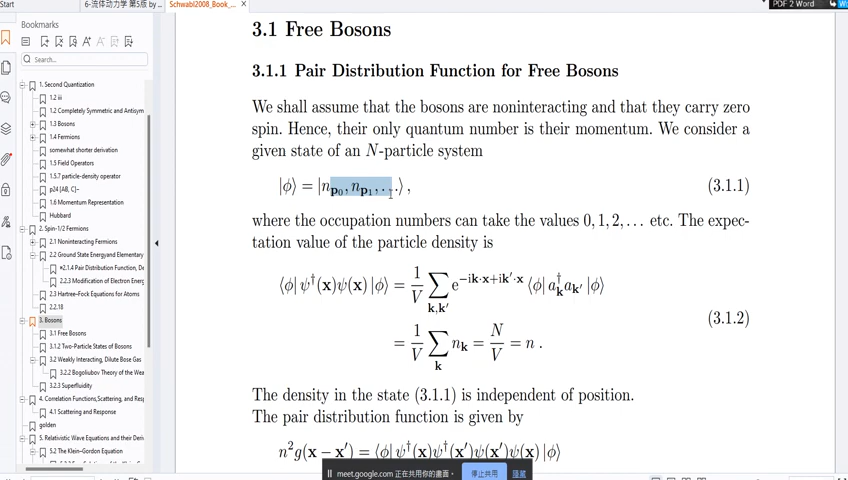 Start
6-流体动力学 第5版 by ...
Schwabl2008_Book_...
PDF 2 Word
Bookmarks
Search...
1. Second Quantization
1.2 iii
1.2 Completely Symmetric and Antisym
1.3 Bosons
1.4 Fermions
somewhat shorter derivation
1.5 Field Operators
1.5.7 particle-density operator
p24 [AB, C]~
1.6 Momentum Representation
Hubbard
2. Spin-1/2 Fermions
2.1 Noninteracting Fermions
2.2 Ground State Energyand Elementary
*2.1.4 Pair Distribution Function, De
2.2.3 Modification of Electron Energ
2.3 Hartree–Fock Equations for Atoms
2.2.18
3. Bosons
3.1 Free Bosons
3.1.2 Two-Particle States of Bosons
3.2 Weakly Interacting, Dilute Bose Gas
3.2.2 Bogoliubov Theory of the Wea
3.2.3 Superfluidity
4. Correlation Functions,Scattering, and Resp
4.1 Scattering and Response
golden
5. Relativistic Wave Equations and their Deri
5.2 The Klein–Gordon Equation
3.1 Free Bosons
3.1.1 Pair Distribution Function for Free Bosons
We shall assume that the bosons are noninteracting and that they carry zero
spin. Hence, their only quantum number is their momentum. We consider a
given state of an N-particle system
|ϕ⟩ = |n_{p₀}, n_{p₁}, . . .⟩ , (3.1.1)
where the occupation numbers can take the values 0, 1, 2, . . . etc. The expec-
tation value of the particle density is
⟨ϕ| ψ†(x)ψ(x) |ϕ⟩ = 1/V ∑_{k,k′} e^{−ik·x+ik′·x} ⟨ϕ| a†_k a_{k′} |ϕ⟩
= 1/V ∑_k n_k = N/V = n . (3.1.2)
The density in the state (3.1.1) is independent of position.
The pair distribution function is given by
n²g(x − x′) = ⟨ϕ| ψ†(x)ψ†(x′)ψ(x′)ψ(x) |ϕ⟩
meet.google.com 正在共用你的畫面。 停止共用 隱藏